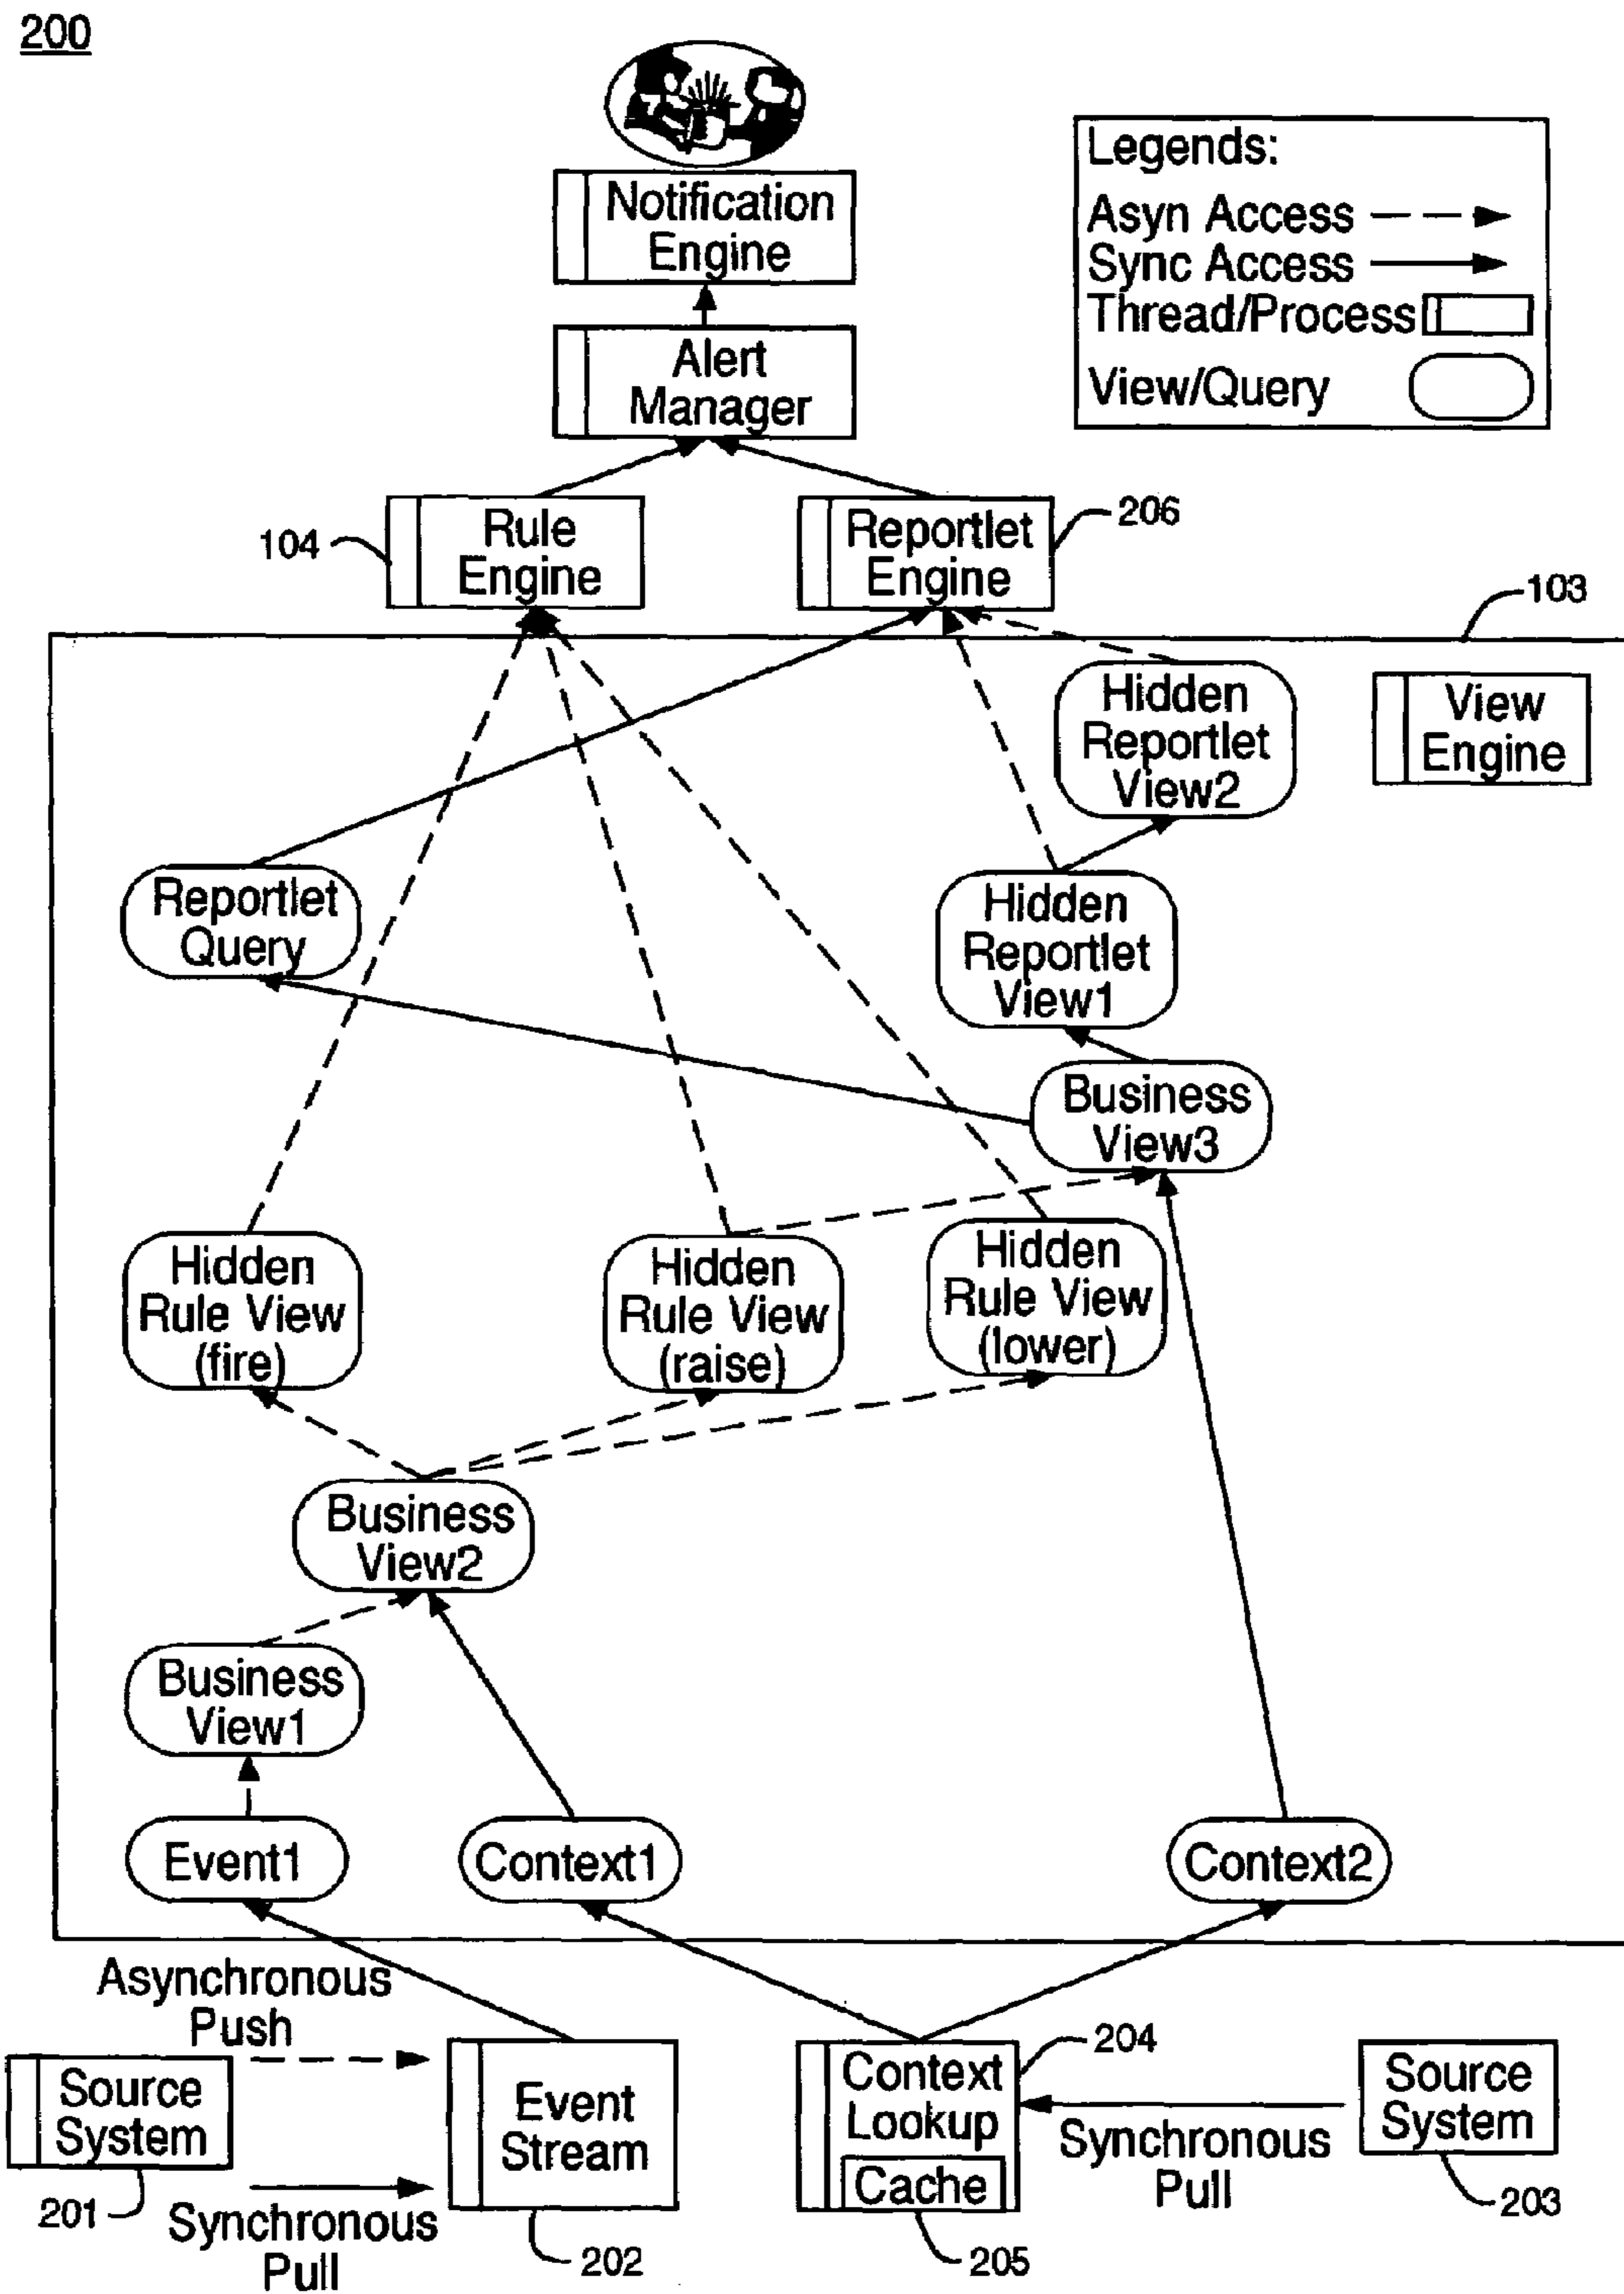 200
Notification
Engine
Legends:
Asyn Access
Sync Access
Thread/Process
View/Query
Alert
Manager
104
Rule
Engine
Reportlet
Engine
206
103
Hidden
Reportlet
View2
View
Engine
Reportlet
Query
Hidden
Reportlet
View1
Business
View3
Hidden
Rule View
(fire)
Hidden
Rule View
(raise)
Hidden
Rule View
(lower)
Business
View2
Business
View1
Event1
Context1
Context2
Asynchronous
Push
Source
System
201
Synchronous
Pull
Event
Stream
202
Context
Lookup
Cache
204
205
Synchronous
Pull
Source
System
203